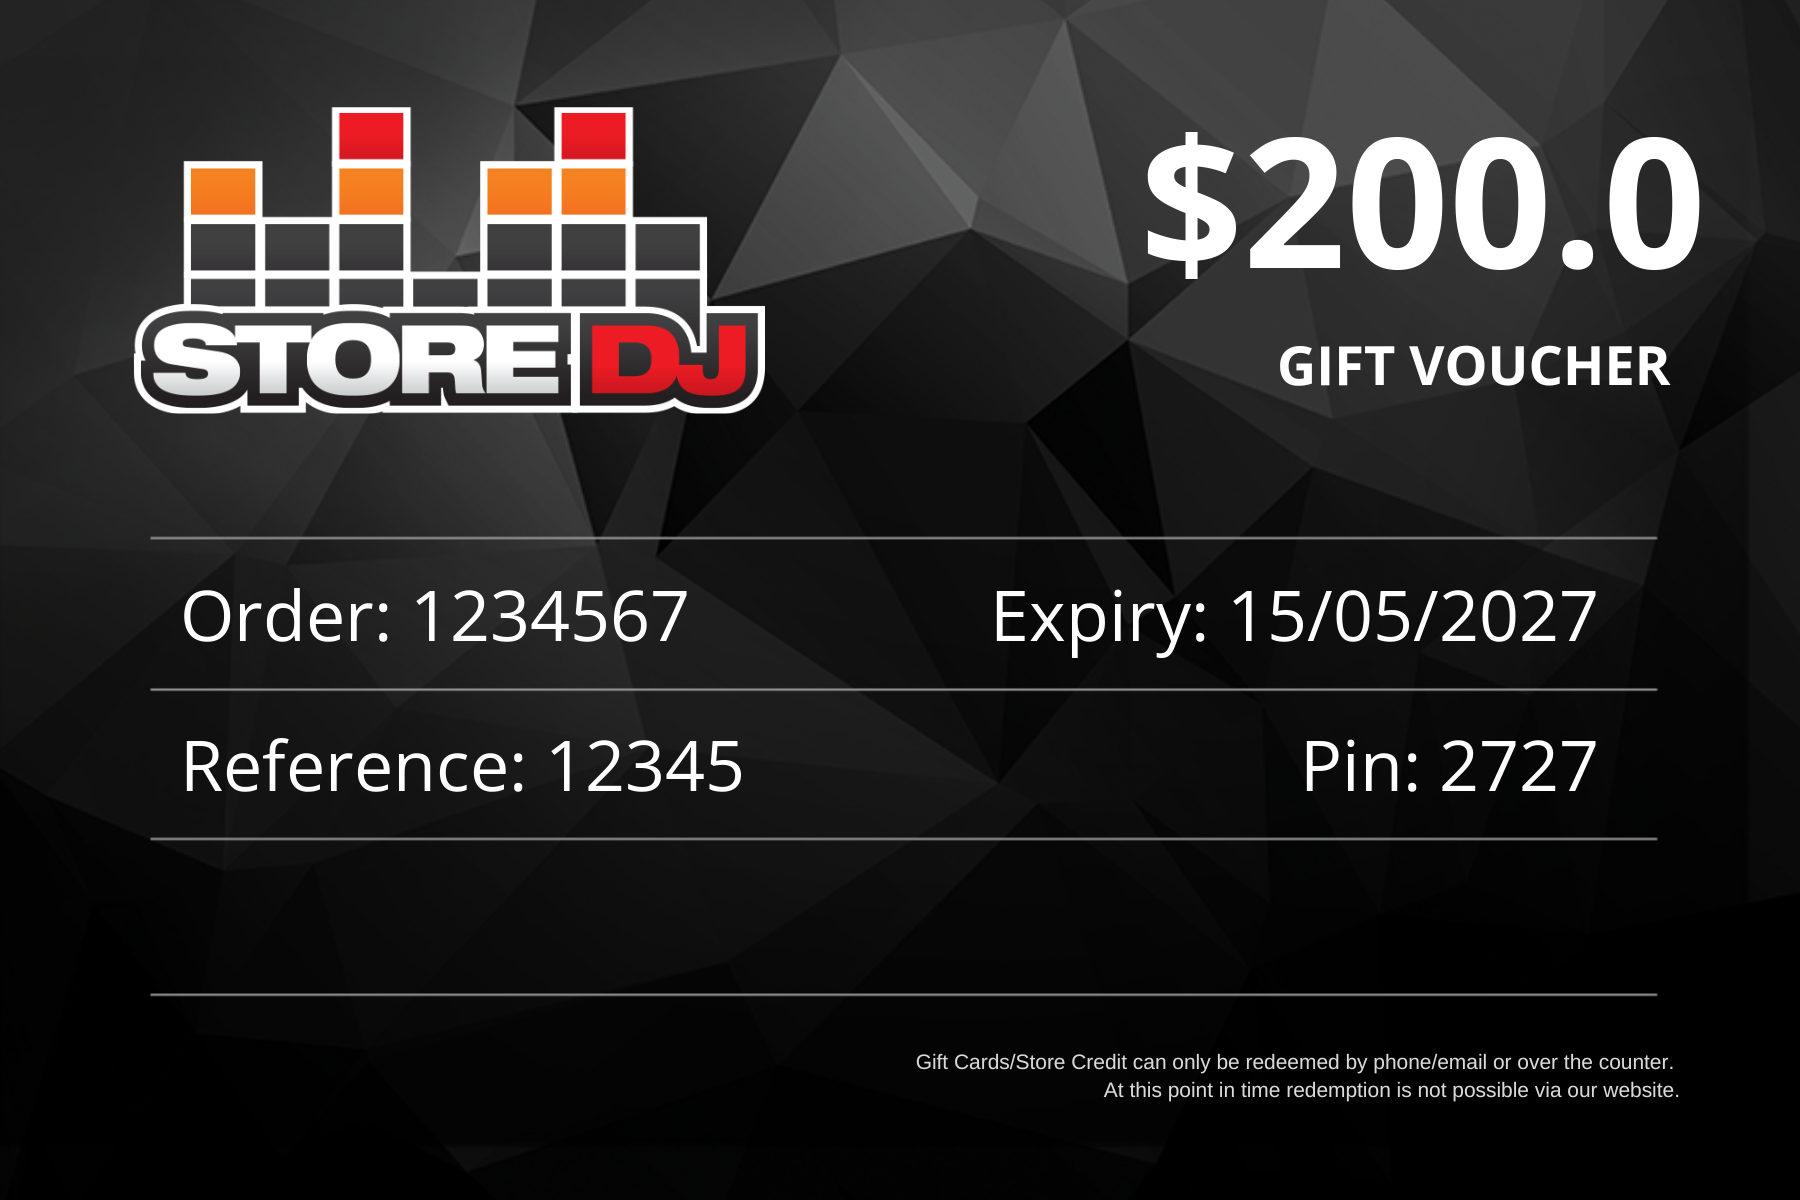 STORE DJ
$200.0
GIFT VOUCHER
Order: 1234567
Expiry: 15/05/2027
Reference: 12345
Pin: 2727
Gift Cards/Store Credit can only be redeemed by phone/email or over the counter.
At this point in time redemption is not possible via our website.